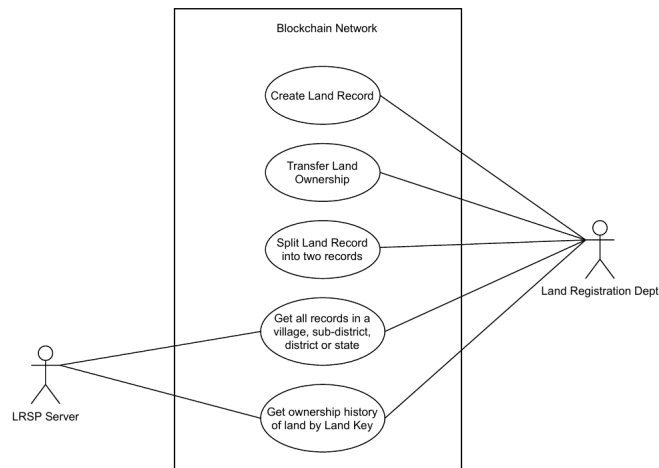 Blockchain Network
Create Land Record
Transfer Land
Ownership
Split Land Record
into two records
Land Registration Dept
Get all records in a
village, sub-district,
district or state
LRSP Server
Get ownership history
of land by Land Key